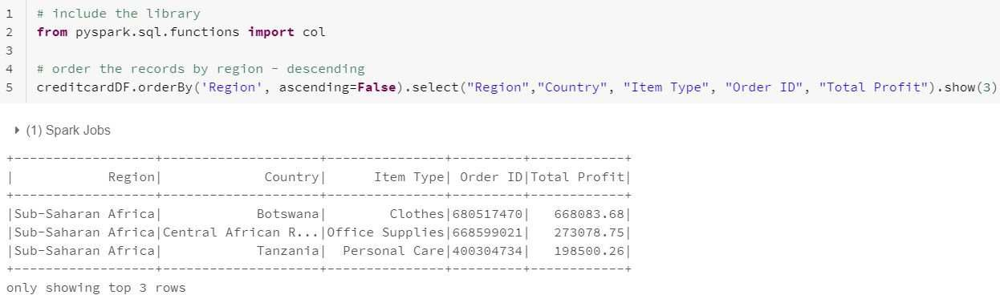 1 # include the library
2 from pyspark.sql.functions import col
3
4 # order the records by region - descending
5 creditcardDF.orderBy('Region', ascending=False).select("Region","Country", "Item Type", "Order ID", "Total Profit").show(3)
(1) Spark Jobs
+------------------+--------------------+---------------+---------+------------+
|            Region|             Country|      Item Type| Order ID|Total Profit|
+------------------+--------------------+---------------+---------+------------+
|Sub-Saharan Africa|            Botswana|        Clothes|680517470|   668083.68|
|Sub-Saharan Africa|Central African R...|Office Supplies|668599021|   273078.75|
|Sub-Saharan Africa|            Tanzania|  Personal Care|400304734|   198500.26|
+------------------+--------------------+---------------+---------+------------+
only showing top 3 rows